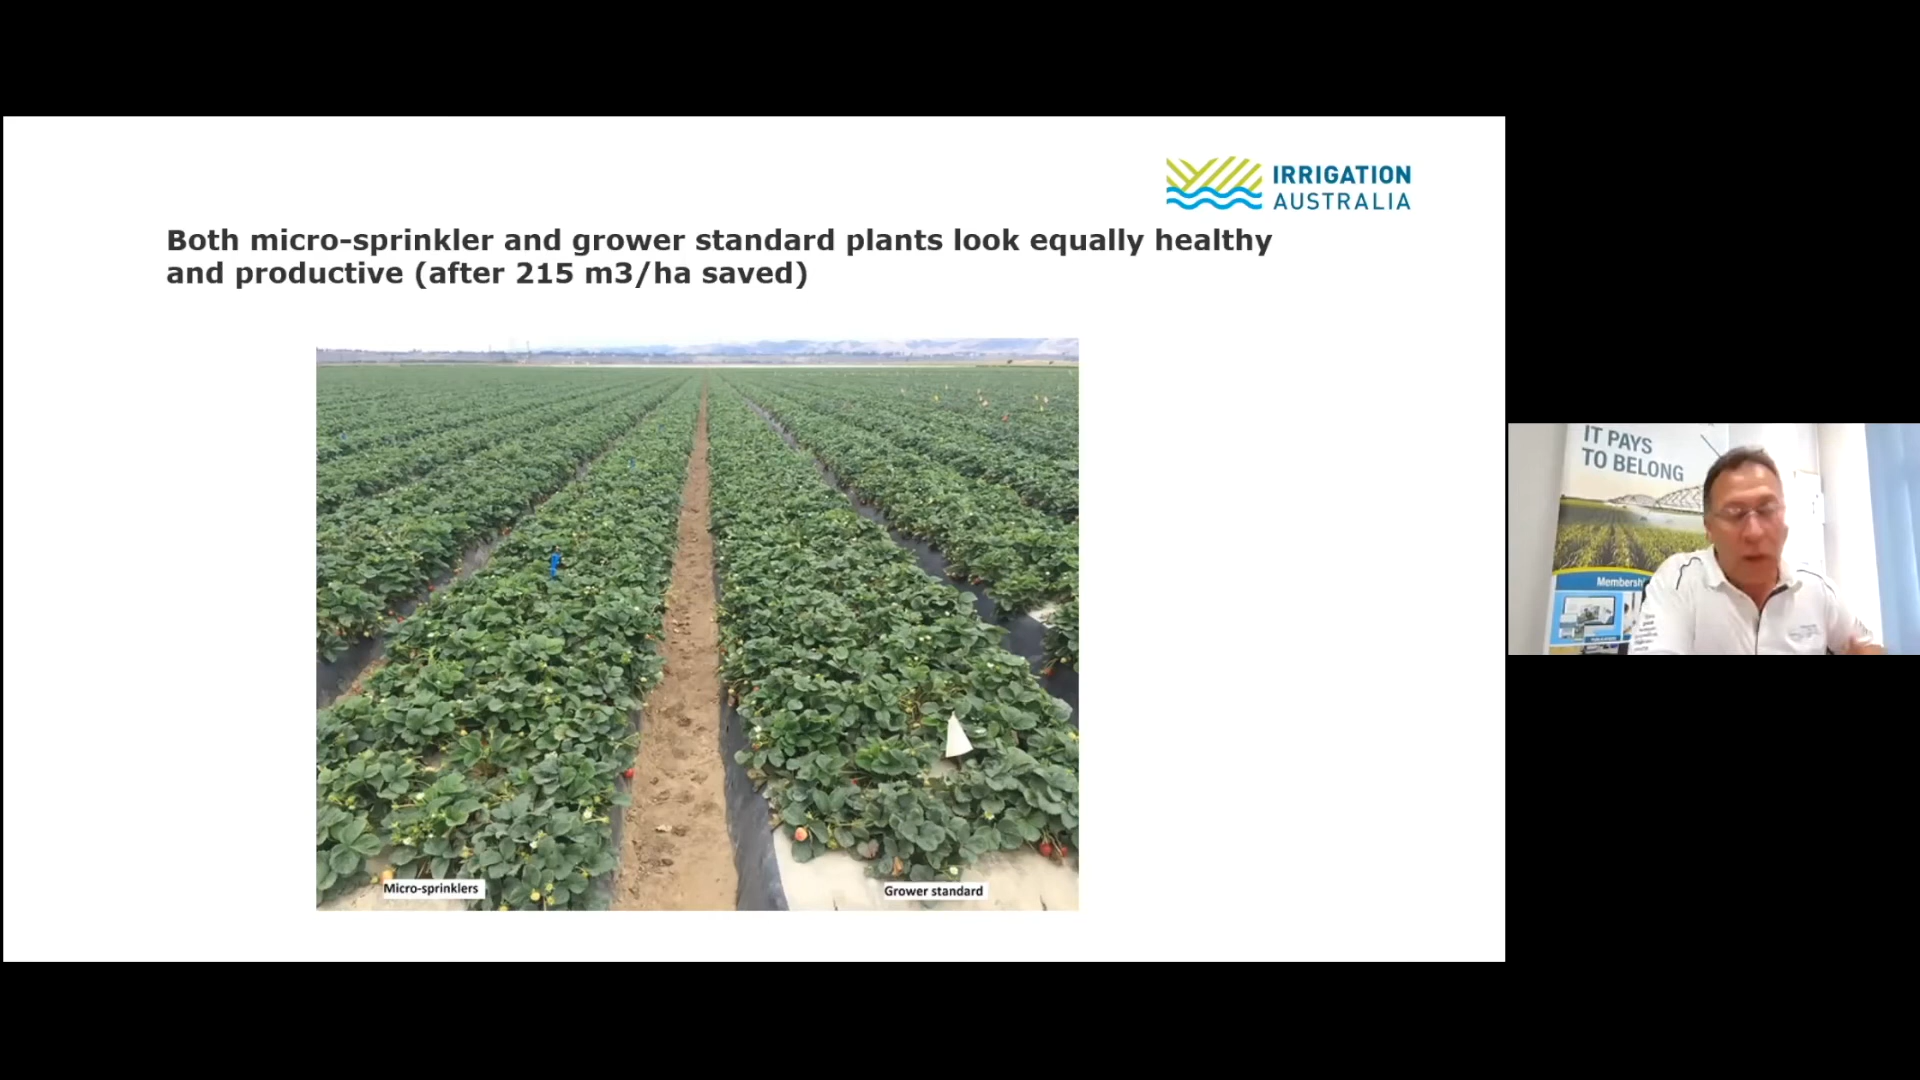 IRRIGATION
AUSTRALIA
Both micro-sprinkler and grower standard plants look equally healthy
and productive (after 215 m3/ha saved)
Micro-sprinklers
Grower standard
IT PAYS
TO BELONG